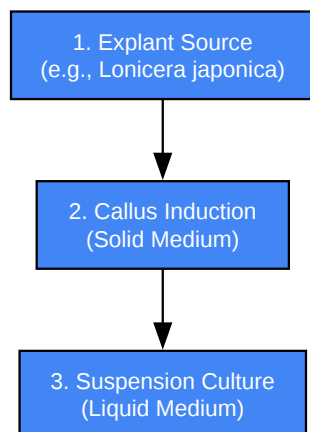 1. Explant Source
(e.g., Lonicera japonica)
2. Callus Induction
(Solid Medium)
3. Suspension Culture
(Liquid Medium)